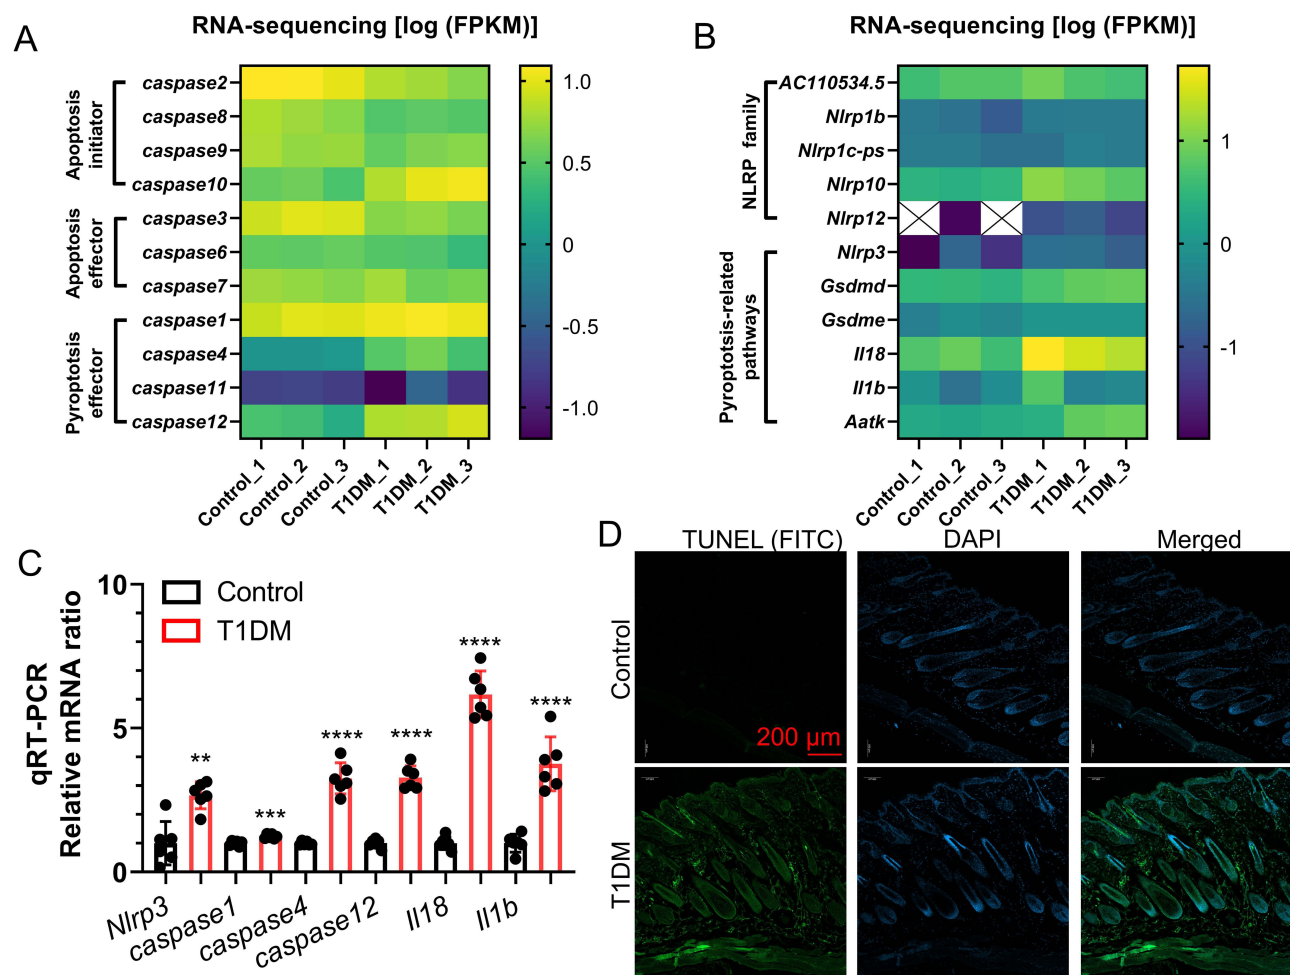 A
RNA-sequencing [log (FPKM)]
Apoptosis
initiator
Apoptosis
effector
Pyroptotsis
effector
caspase2
caspase8
caspase9
caspase10
caspase3
caspase6
caspase7
caspase1
caspase4
caspase11
caspase12
1.0
0.5
0
-0.5
-1.0
Control_1
Control_2
Control_3
T1DM_1
T1DM_2
T1DM_3
B
RNA-sequencing [log (FPKM)]
NLRP family
Pyroptotsis-related
pathways
AC110534.5
Nlrp1b
Nlrp1c-ps
Nlrp10
Nlrp12
Nlrp3
Gsdmd
Gsdme
Il18
Il1b
Aatk
1
0
-1
Control_1
Control_2
Control_3
T1DM_1
T1DM_2
T1DM_3
C
qRT-PCR
Relative mRNA ratio
10
5
0
Control
T1DM
**
***
****
****
****
****
Nlrp3
caspase1
caspase4
caspase12
Il18
Il1b
D
TUNEL (FITC)
DAPI
Merged
Control
200 µm
T1DM